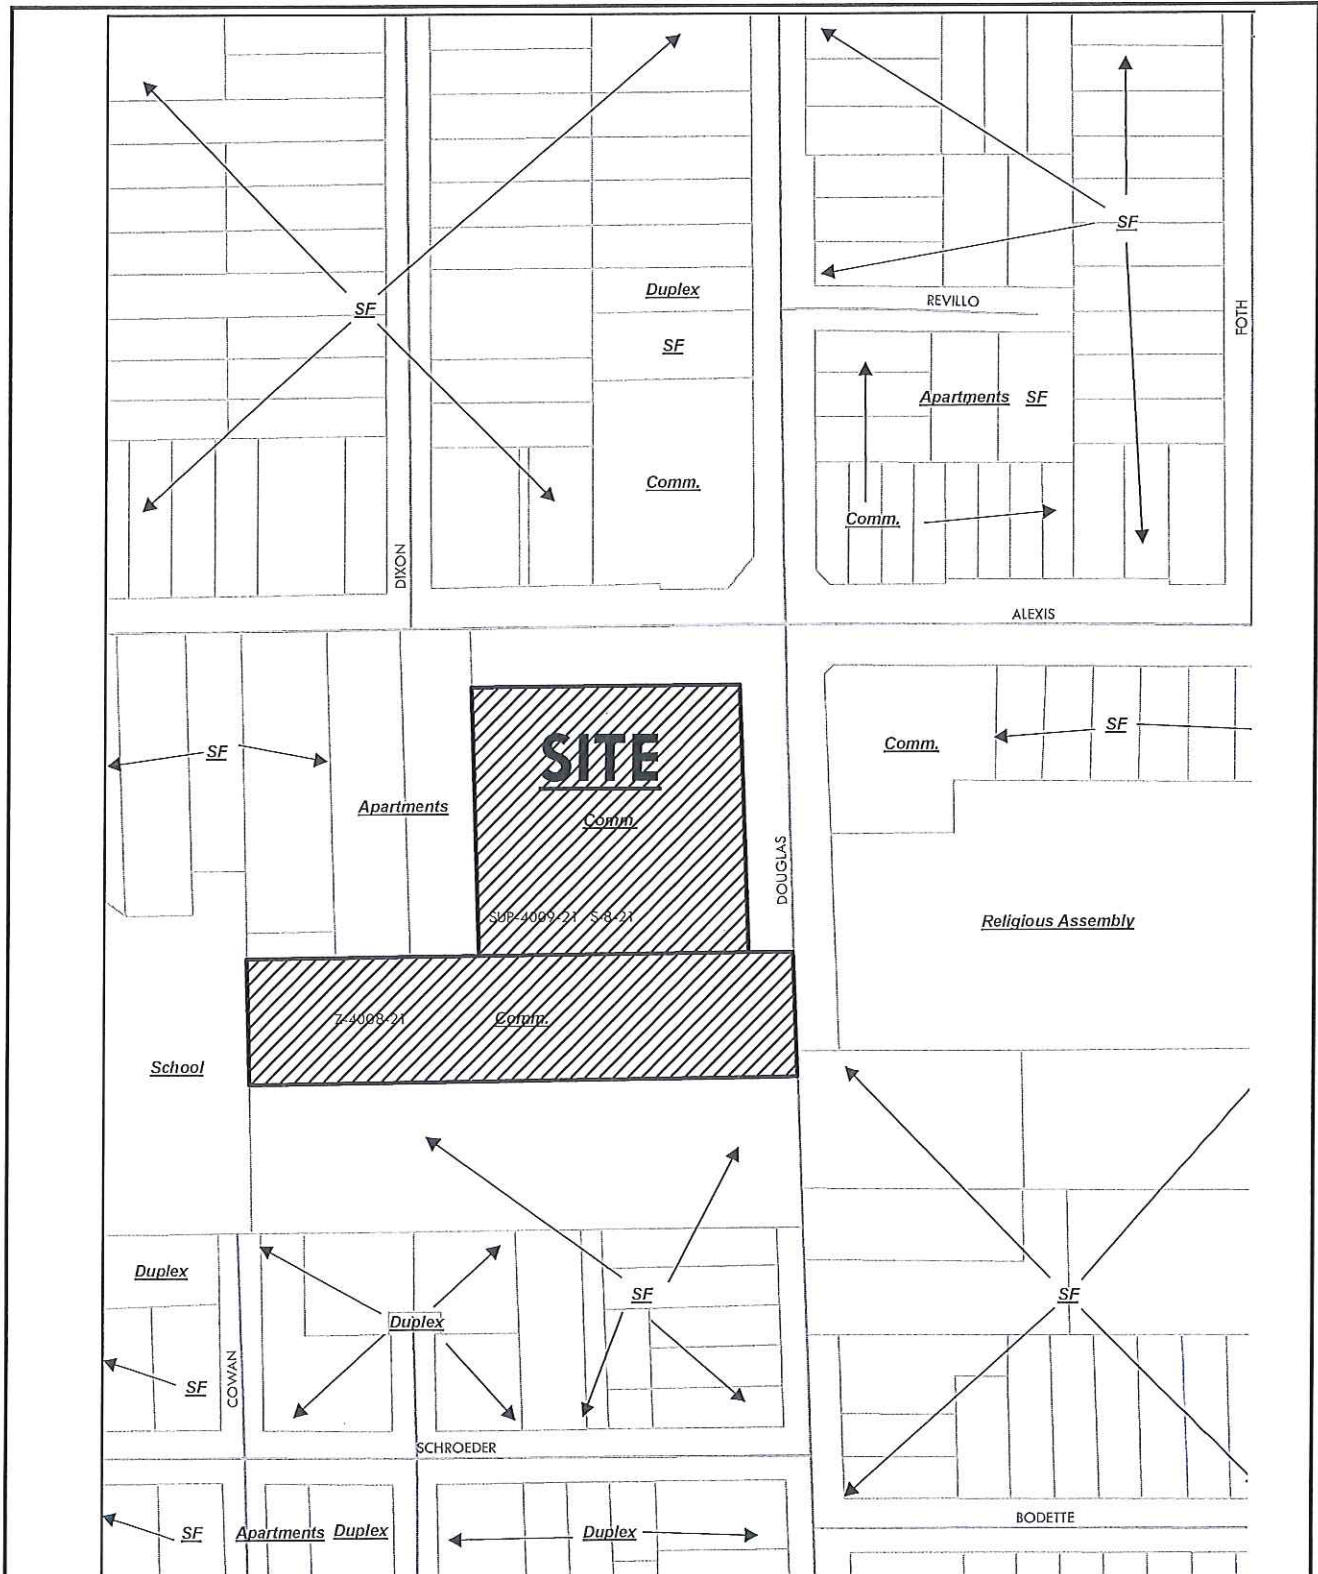 SF
Duplex
SF
REVILLO
FOTH
SF
Apartments SF
Comm.
Comm.
DIXON
ALEXIS
SF
SITE
Comm.
Apartments
Comm.
SF
DOUGLAS
SUP-4009-21 S-8-21
Religious Assembly
Z-4008-21
Comm.
School
Duplex
Duplex
SF
SF
SF
COWAN
SCHROEDER
SF
Apartments Duplex
Duplex
BODETTE